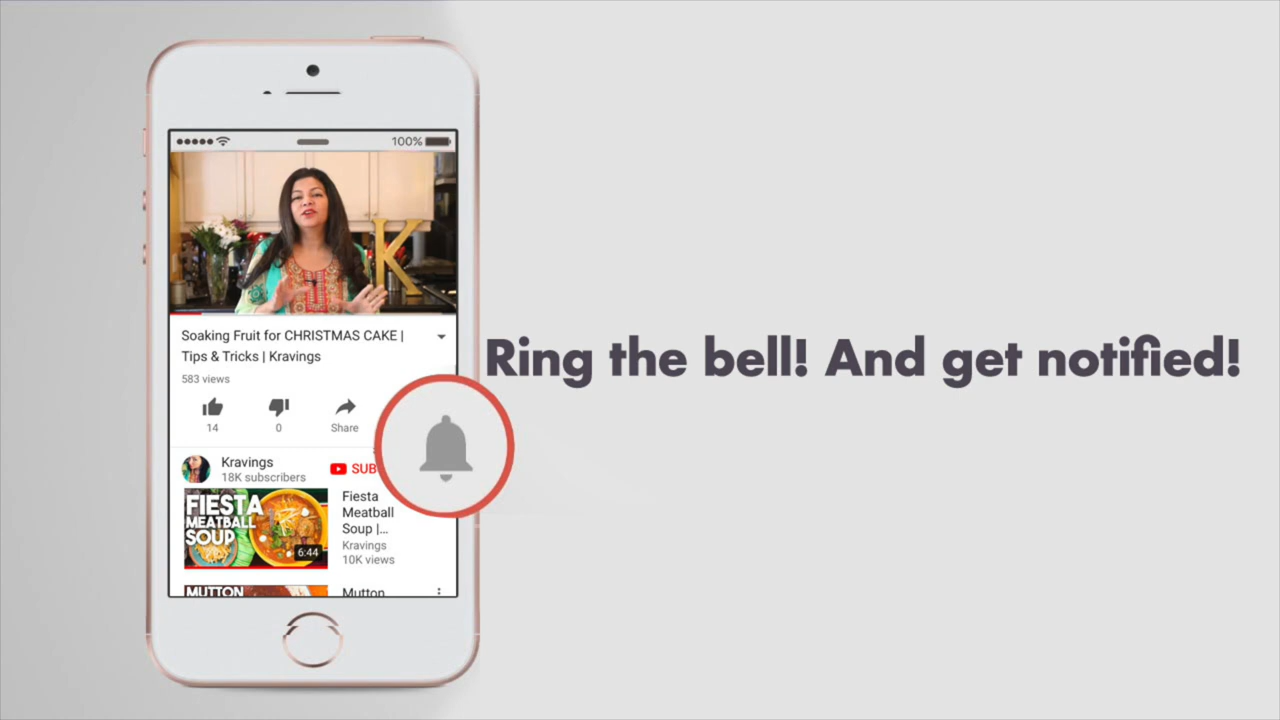 100%
K
Soaking Fruit for CHRISTMAS CAKE |
Tips & Tricks | Kravings
583 views
14
0
Share
Kravings
18K subscribers
SUB
FIESTA
MEATBALL
SOUP
6:44
Fiesta
Meatball
Soup |...
Kravings
10K views
MUTTON
Mutton
Ring the bell! And get notified!